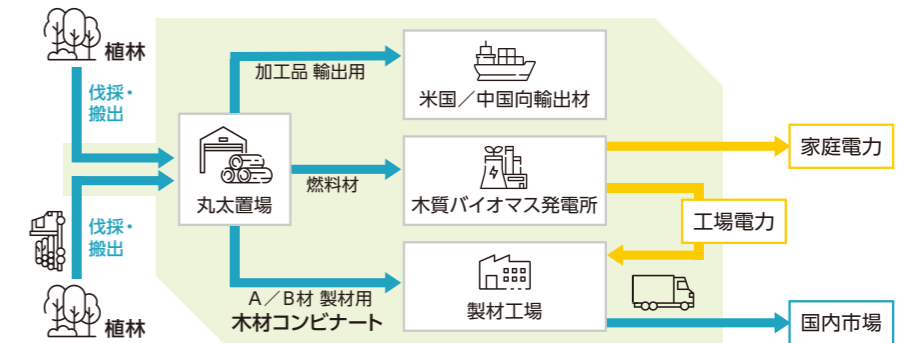 植林
伐採・
搬出
加工品 輸出用
米国／中国向輸出材
家庭電力
丸太置場
燃料材
木質バイオマス発電所
工場電力
伐採・
搬出
A／B材 製材用
木材コンビナート
製材工場
国内市場
植林